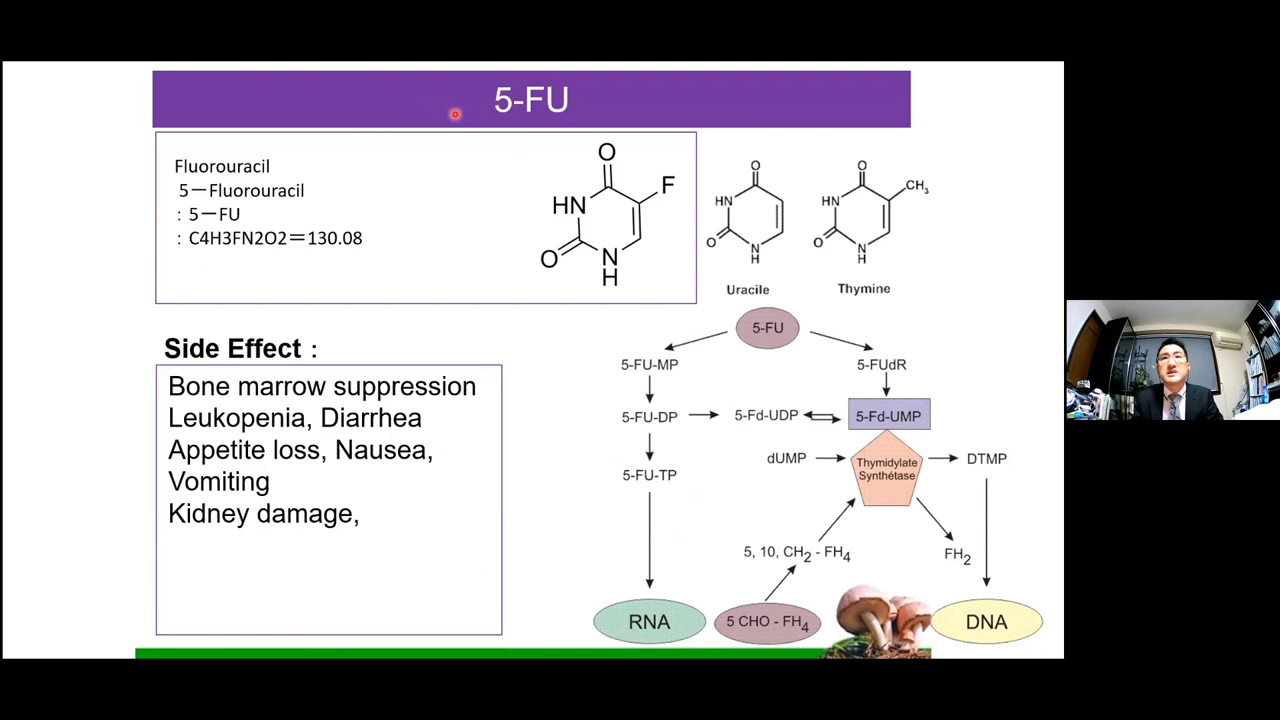 5-FU
Fluorouracil
5－Fluorouracil
: 5－FU
: C4H3FN2O2＝130.08
O
F
HN
O
N
H
O
HN
O
N
H
Uracile
O
CH3
HN
O
N
H
Thymine
Side Effect :
Bone marrow suppression
Leukopenia, Diarrhea
Appetite loss, Nausea,
Vomiting
Kidney damage,
5-FU
5-FU-MP
5-FUdR
5-FU-DP
5-Fd-UDP
5-Fd-UMP
dUMP
Thymidylate
Synthétase
DTMP
5-FU-TP
5, 10, CH2 - FH4
FH2
RNA
5 CHO - FH4
DNA